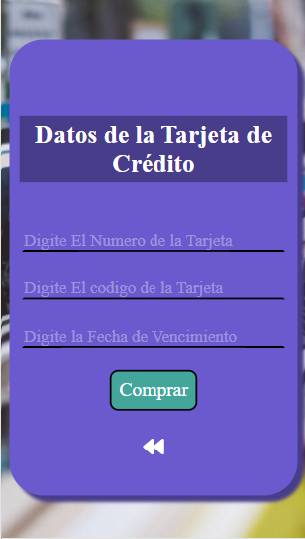 Datos de la Tarjeta de
Crédito
Digite El Numero de la Tarjeta
Digite El codigo de la Tarjeta
Digite la Fecha de Vencimiento
Comprar